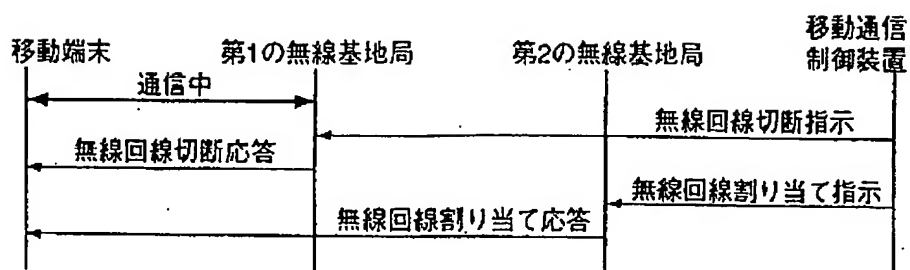 移動端末
第1の無線基地局
第2の無線基地局
移動通信
制御装置
通信中
無線回線切断指示
無線回線切断応答
無線回線割り当て指示
無線回線割り当て応答